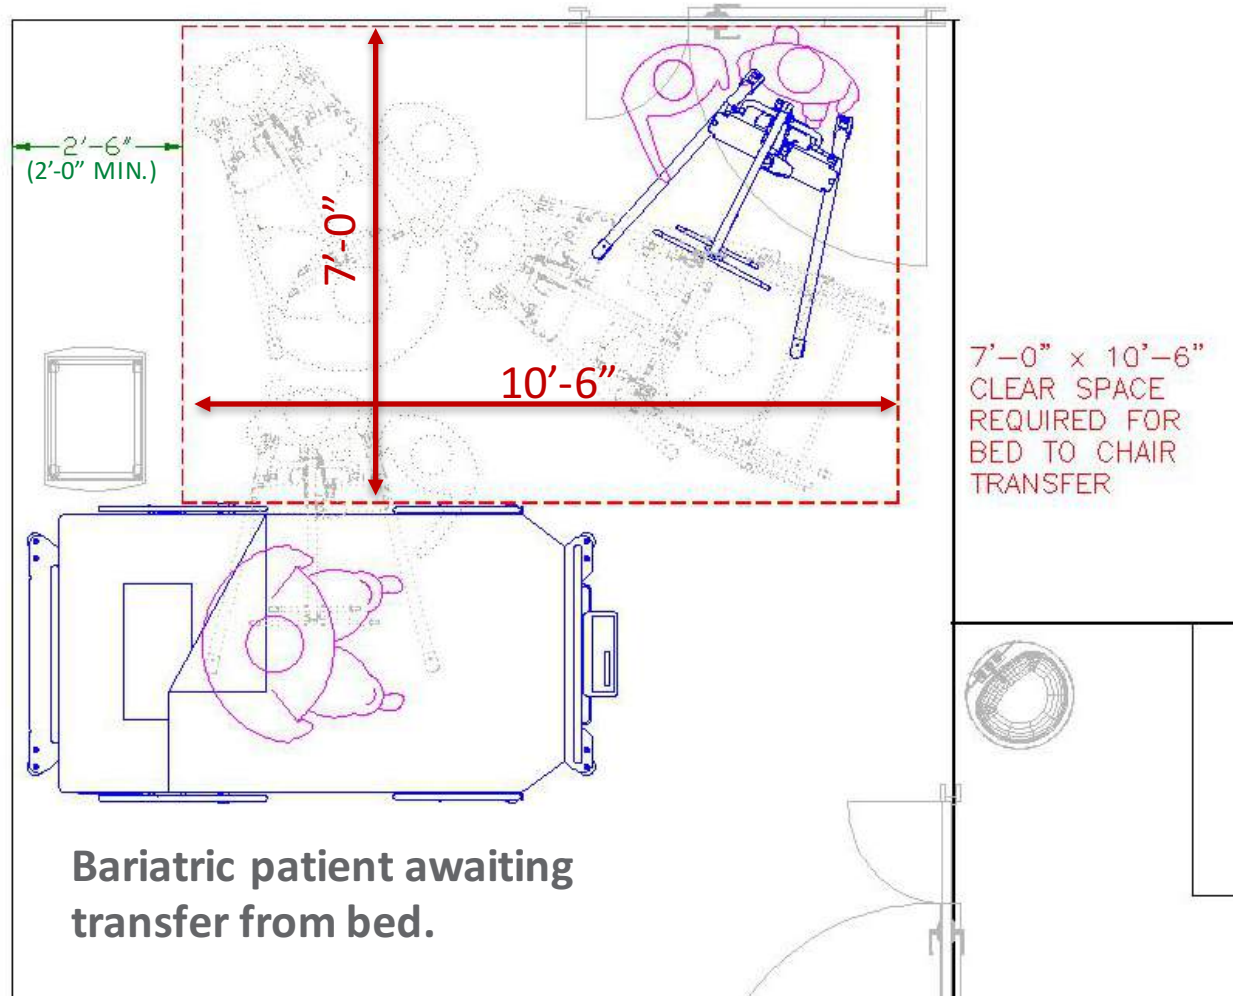 2'-6"
(2'-0" MIN.)
7'-0"
10'-6"
7'-0" x 10'-6"
CLEAR SPACE
REQUIRED FOR
BED TO CHAIR
TRANSFER
Bariatric patient awaiting
transfer from bed.